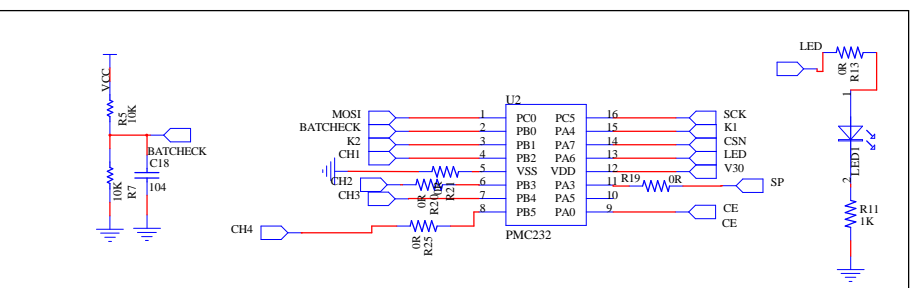 LED
0R
R13
VCC
R5
10K
BATCHECK
C18
104
10K
R7
U2
MOSI
1
PC0
PC5
16
SCK
BATCHECK
2
PB0
PA4
15
K1
K2
3
PB1
PA7
14
CSN
CH1
4
PB2
PA6
13
LED
5
VSS
VDD
12
V30
R21
CH2
6
PB3
PA3
11
R19
0R
SP
0R
CH3
7
PB4
PA5
10
8
PB5
PA0
9
CE
CE
CH4
0R
R25
PMC232
1
LED1
2
R11
1K